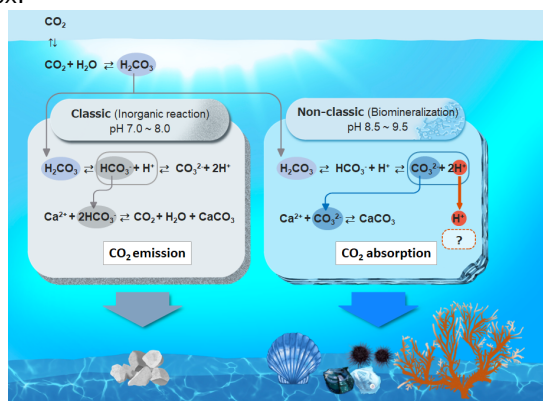 CO₂
⇅
CO₂ + H₂O ⇄ H₂CO₃
Classic (Inorganic reaction)
pH 7.0 ~ 8.0
H₂CO₃ ⇄ HCO₃⁻ + H⁺ ⇄ CO₃² + 2H⁺
Ca²⁺ + 2HCO₃⁻ ⇄ CO₂ + H₂O + CaCO₃
CO₂ emission
Non-classic (Biomineralization)
pH 8.5 ~ 9.5
H₂CO₃ ⇄ HCO₃⁻ + H⁺ ⇄ CO₃² + 2H⁺
Ca²⁺ + CO₃²⁻ ⇄ CaCO₃
H⁺
?
CO₂ absorption